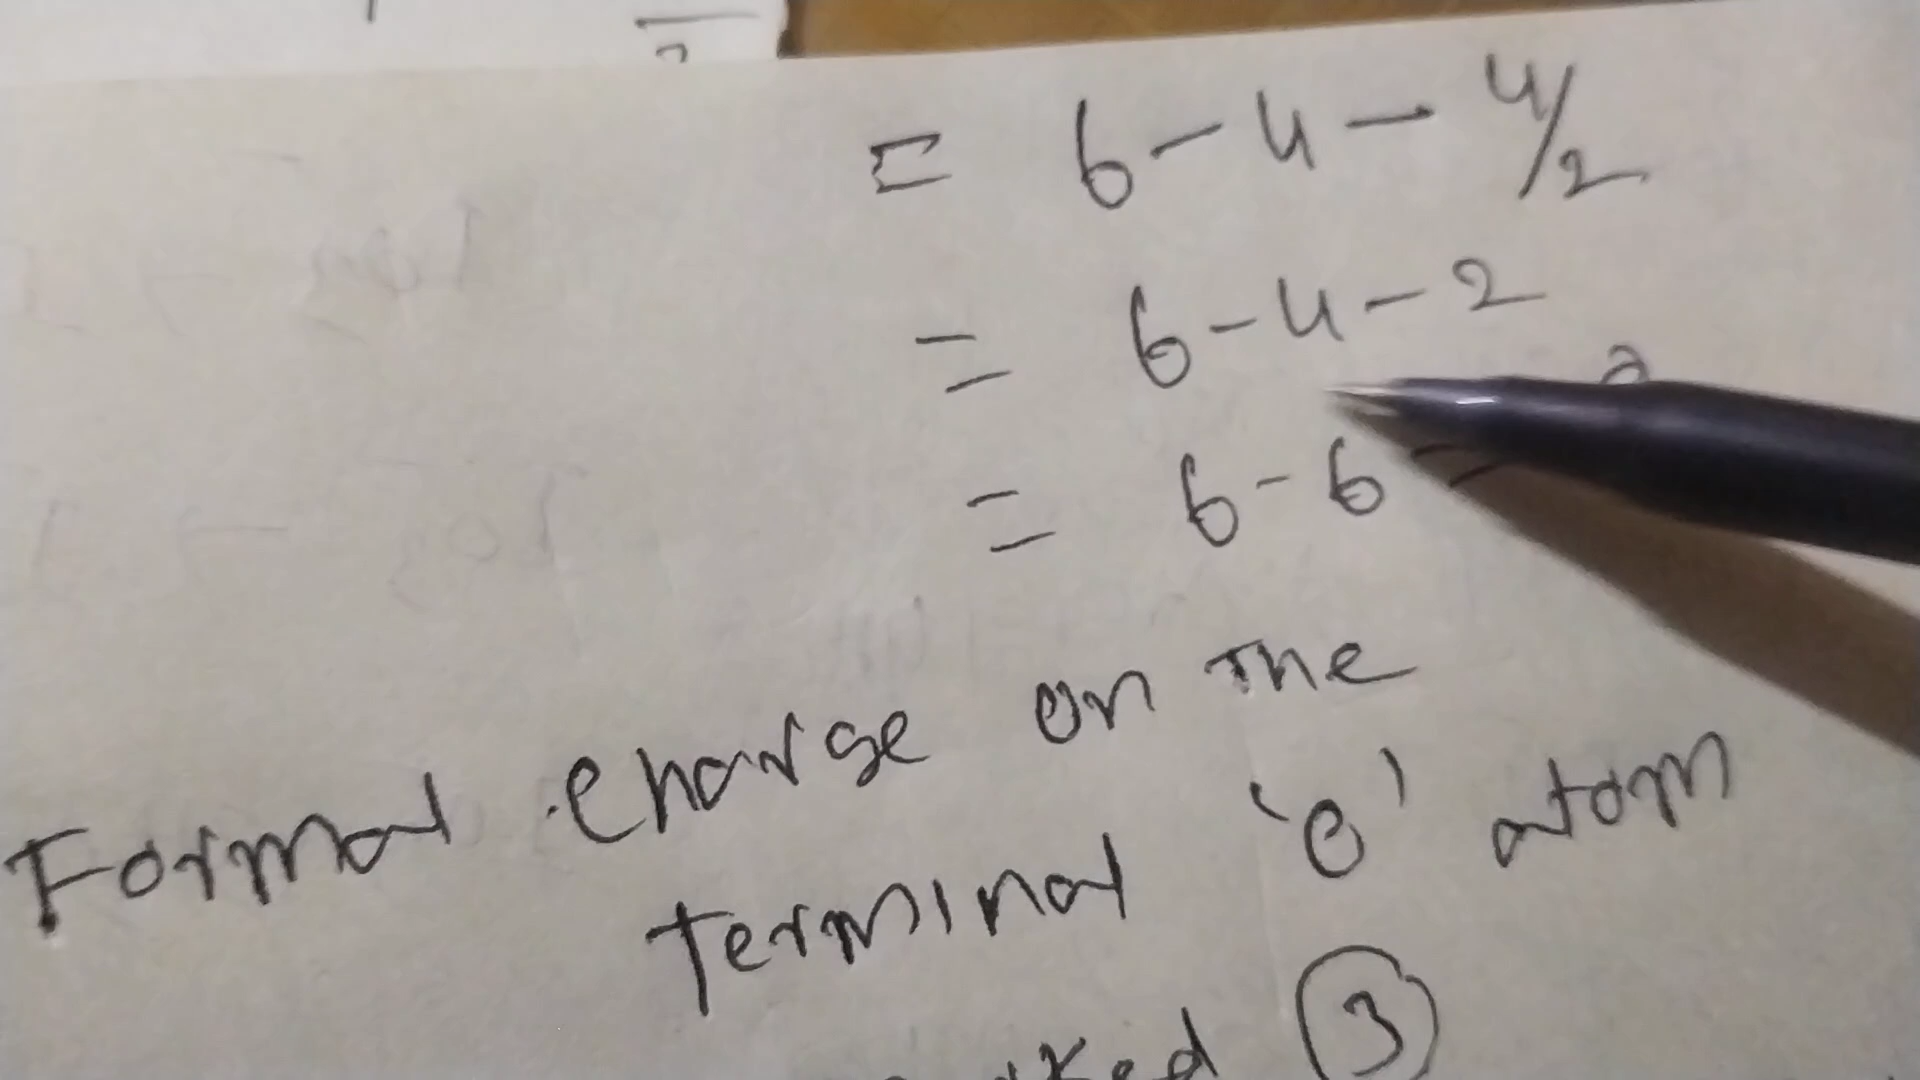 = 6 - 4 - 4/2
= 6 - 4 - 2
= 6 - 6 =
Formal charge on the
terminal 'O' atom
3